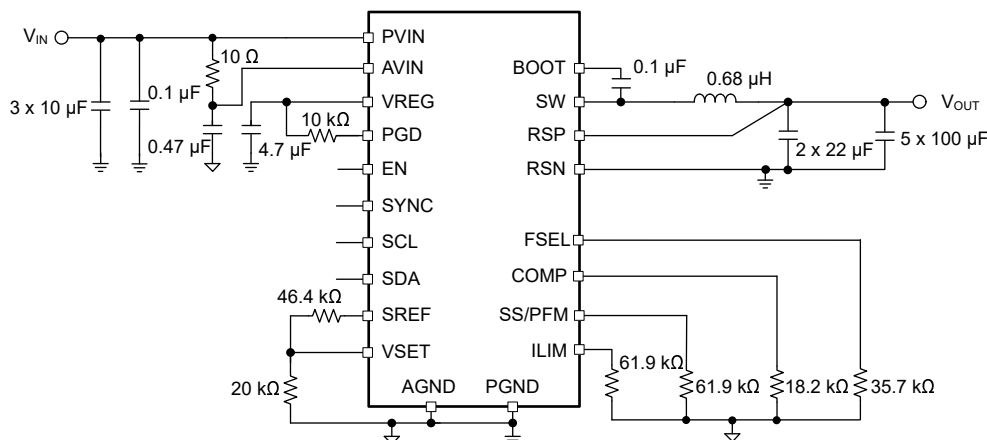 VIN
PVIN
10 Ω
AVIN
BOOT
0.1 µF
0.68 µH
0.1 µF
3 x 10 µF
VREG
SW
VOUT
10 kΩ
PGD
RSP
0.47 µF
4.7 µF
2 x 22 µF
5 x 100 µF
EN
RSN
SYNC
SCL
FSEL
SDA
COMP
46.4 kΩ
SREF
SS/PFM
VSET
ILIM
20 kΩ
AGND
PGND
61.9 kΩ
61.9 kΩ
18.2 kΩ
35.7 kΩ